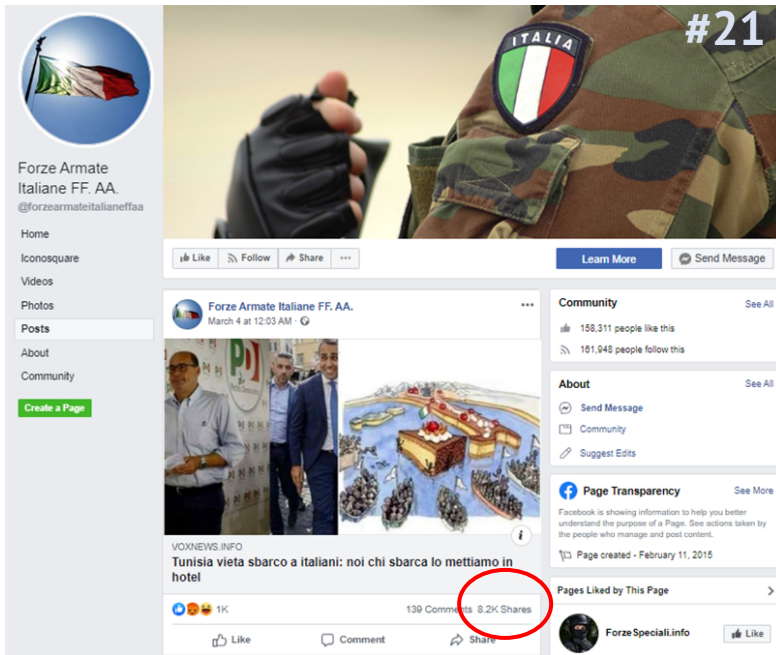 #21
ITALIA
Forze Armate
Italiane FF. AA.
@forzearmateitalianeffaa
Home
Iconosquare
Videos
Photos
Posts
About
Community
Create a Page
Like
Follow
Share
Learn More
Send Message
Forze Armate Italiane FF. AA.
March 4 at 12:03 AM
PD
VOXNEWS.INFO
Tunisia vieta sbarco a italiani: noi chi sbarca lo mettiamo in
hotel
1K
139 Comments 8.2K Shares
Like Comment Share
Community See All
158,311 people like this
161,948 people follow this
About See All
Send Message
Community
Suggest Edits
Page Transparency See More
Facebook is showing information to help you better
understand the purpose of a Page. See actions taken by
the people who manage and post content.
Page created - February 11, 2015
Pages Liked by This Page
ForzeSpeciali.info
Like